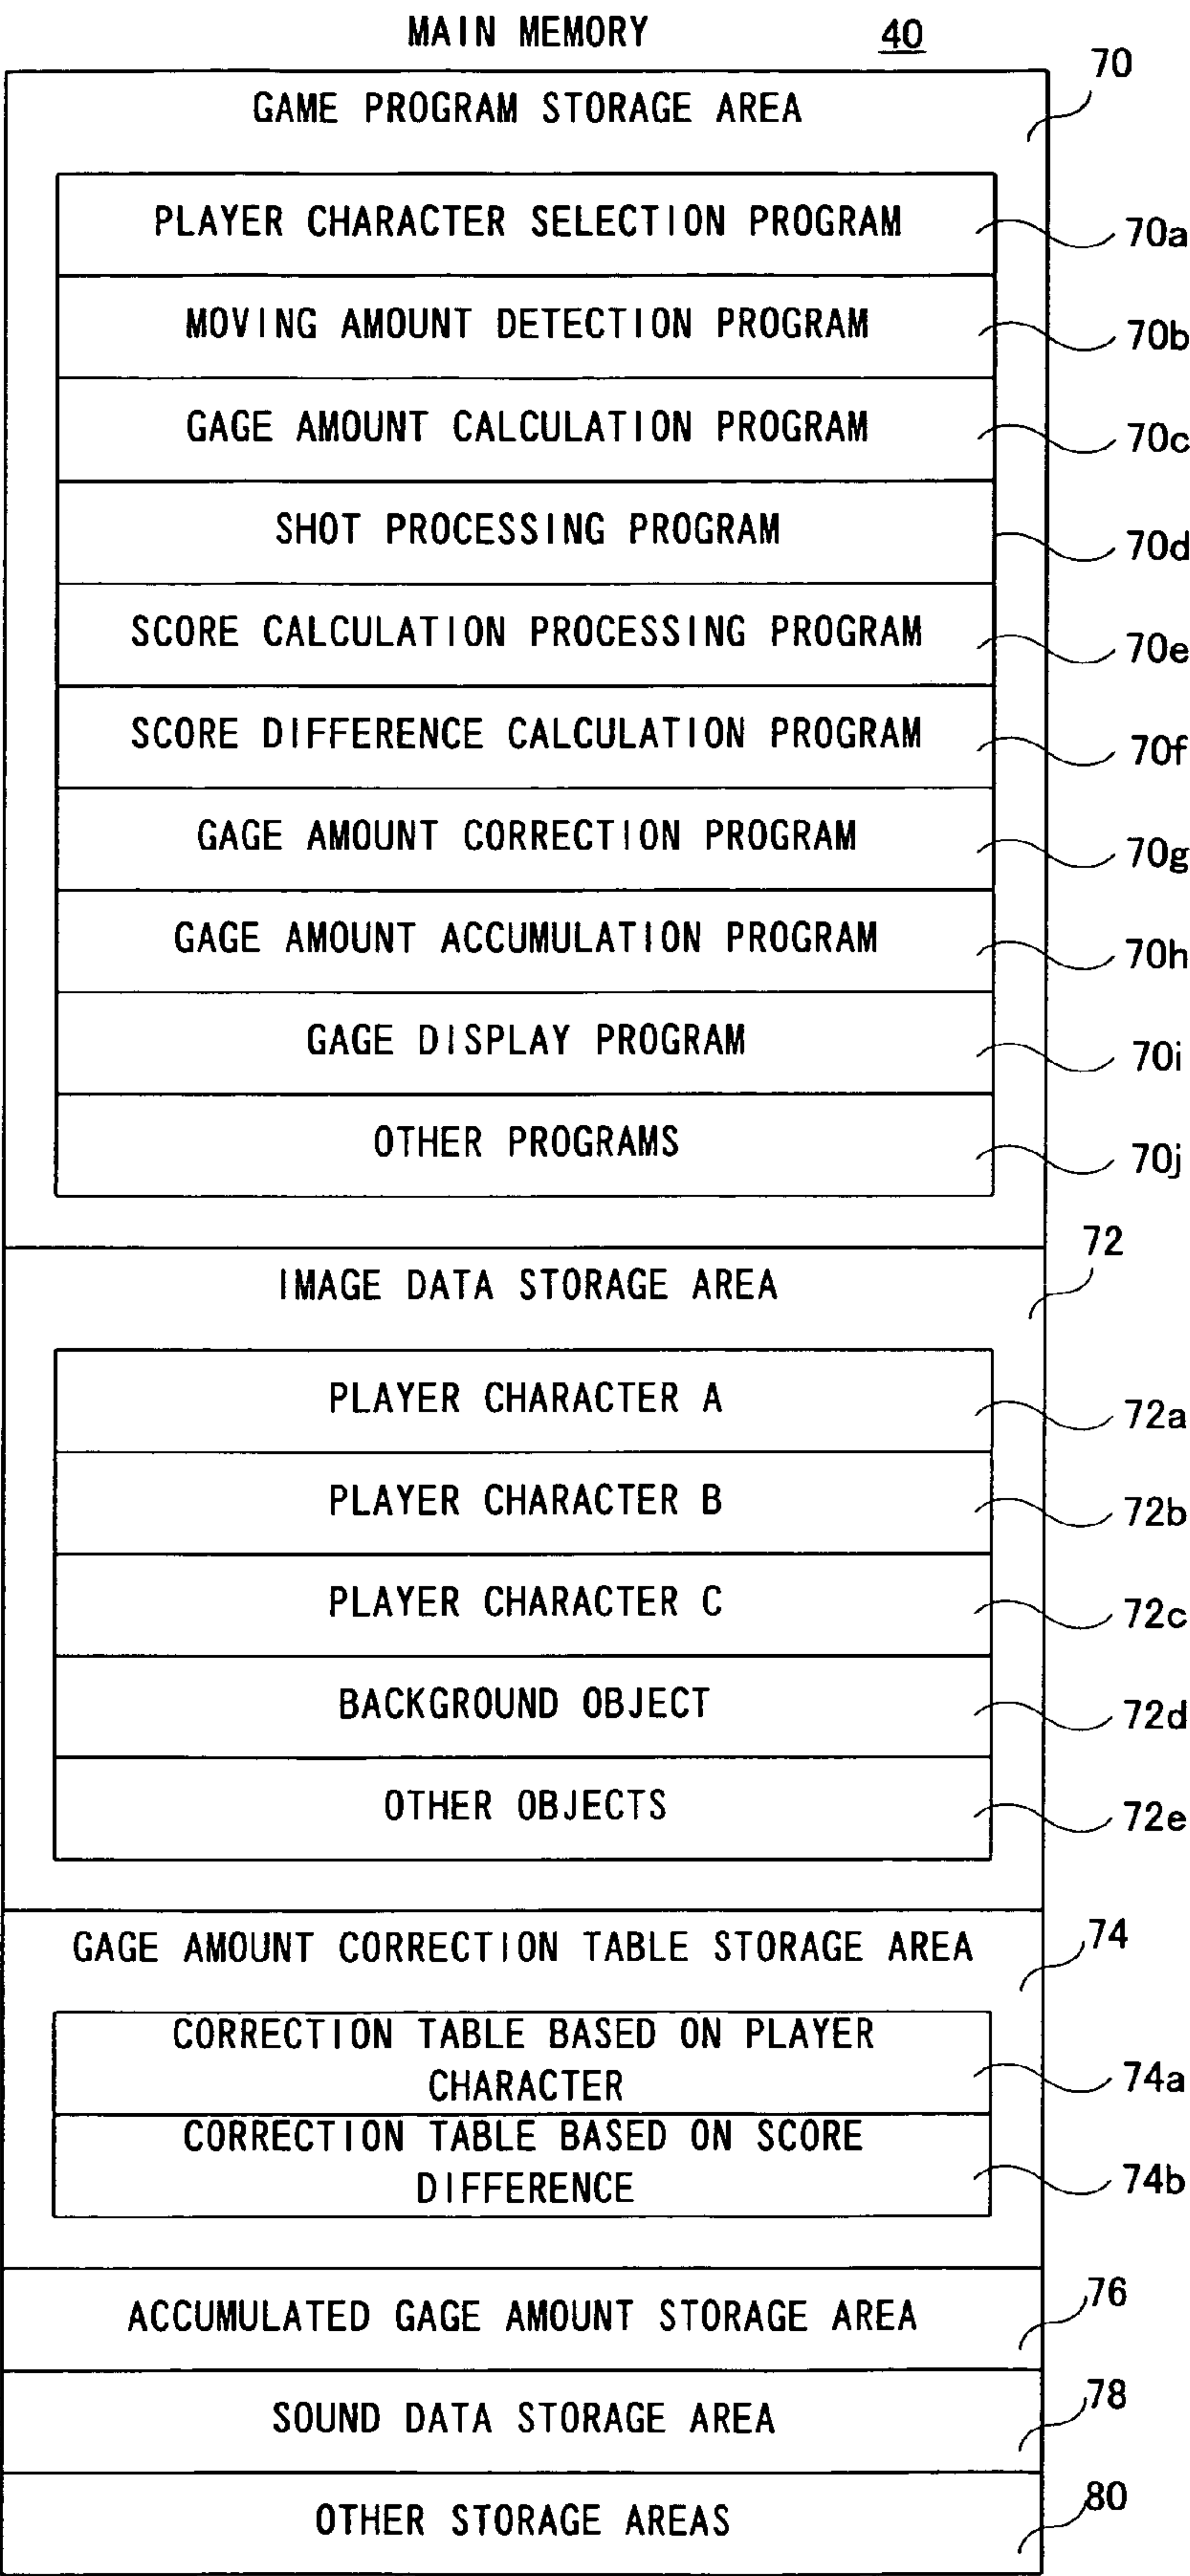 MAIN MEMORY 40
70
GAME PROGRAM STORAGE AREA
PLAYER CHARACTER SELECTION PROGRAM 70a
MOVING AMOUNT DETECTION PROGRAM 70b
GAGE AMOUNT CALCULATION PROGRAM 70c
SHOT PROCESSING PROGRAM 70d
SCORE CALCULATION PROCESSING PROGRAM 70e
SCORE DIFFERENCE CALCULATION PROGRAM 70f
GAGE AMOUNT CORRECTION PROGRAM 70g
GAGE AMOUNT ACCUMULATION PROGRAM 70h
GAGE DISPLAY PROGRAM 70i
OTHER PROGRAMS 70j
72
IMAGE DATA STORAGE AREA
PLAYER CHARACTER A 72a
PLAYER CHARACTER B 72b
PLAYER CHARACTER C 72c
BACKGROUND OBJECT 72d
OTHER OBJECTS 72e
GAGE AMOUNT CORRECTION TABLE STORAGE AREA 74
CORRECTION TABLE BASED ON PLAYER
CHARACTER 74a
CORRECTION TABLE BASED ON SCORE
DIFFERENCE 74b
ACCUMULATED GAGE AMOUNT STORAGE AREA 76
SOUND DATA STORAGE AREA 78
OTHER STORAGE AREAS 80